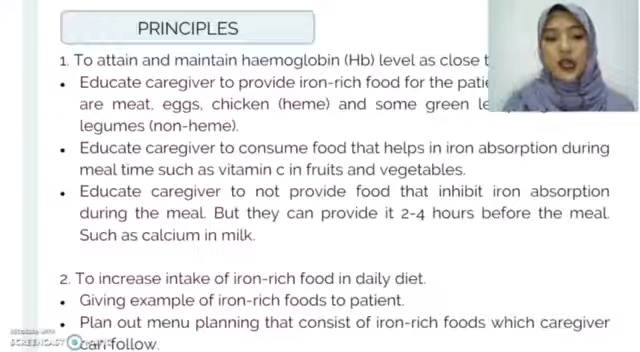 PRINCIPLES
1. To attain and maintain haemoglobin (Hb) level as close t
• Educate caregiver to provide iron-rich food for the patie
are meat, eggs, chicken (heme) and some green le
legumes (non-heme).
• Educate caregiver to consume food that helps in iron absorption during
meal time such as vitamin c in fruits and vegetables.
• Educate caregiver to not provide food that inhibit iron absorption
during the meal. But they can provide it 2-4 hours before the meal.
Such as calcium in milk.
2. To increase intake of iron-rich food in daily diet.
• Giving example of iron-rich foods to patient.
• Plan out menu planning that consist of iron-rich foods which caregiver
can follow.
RECORDED WITH
SCREENCAST MATIC